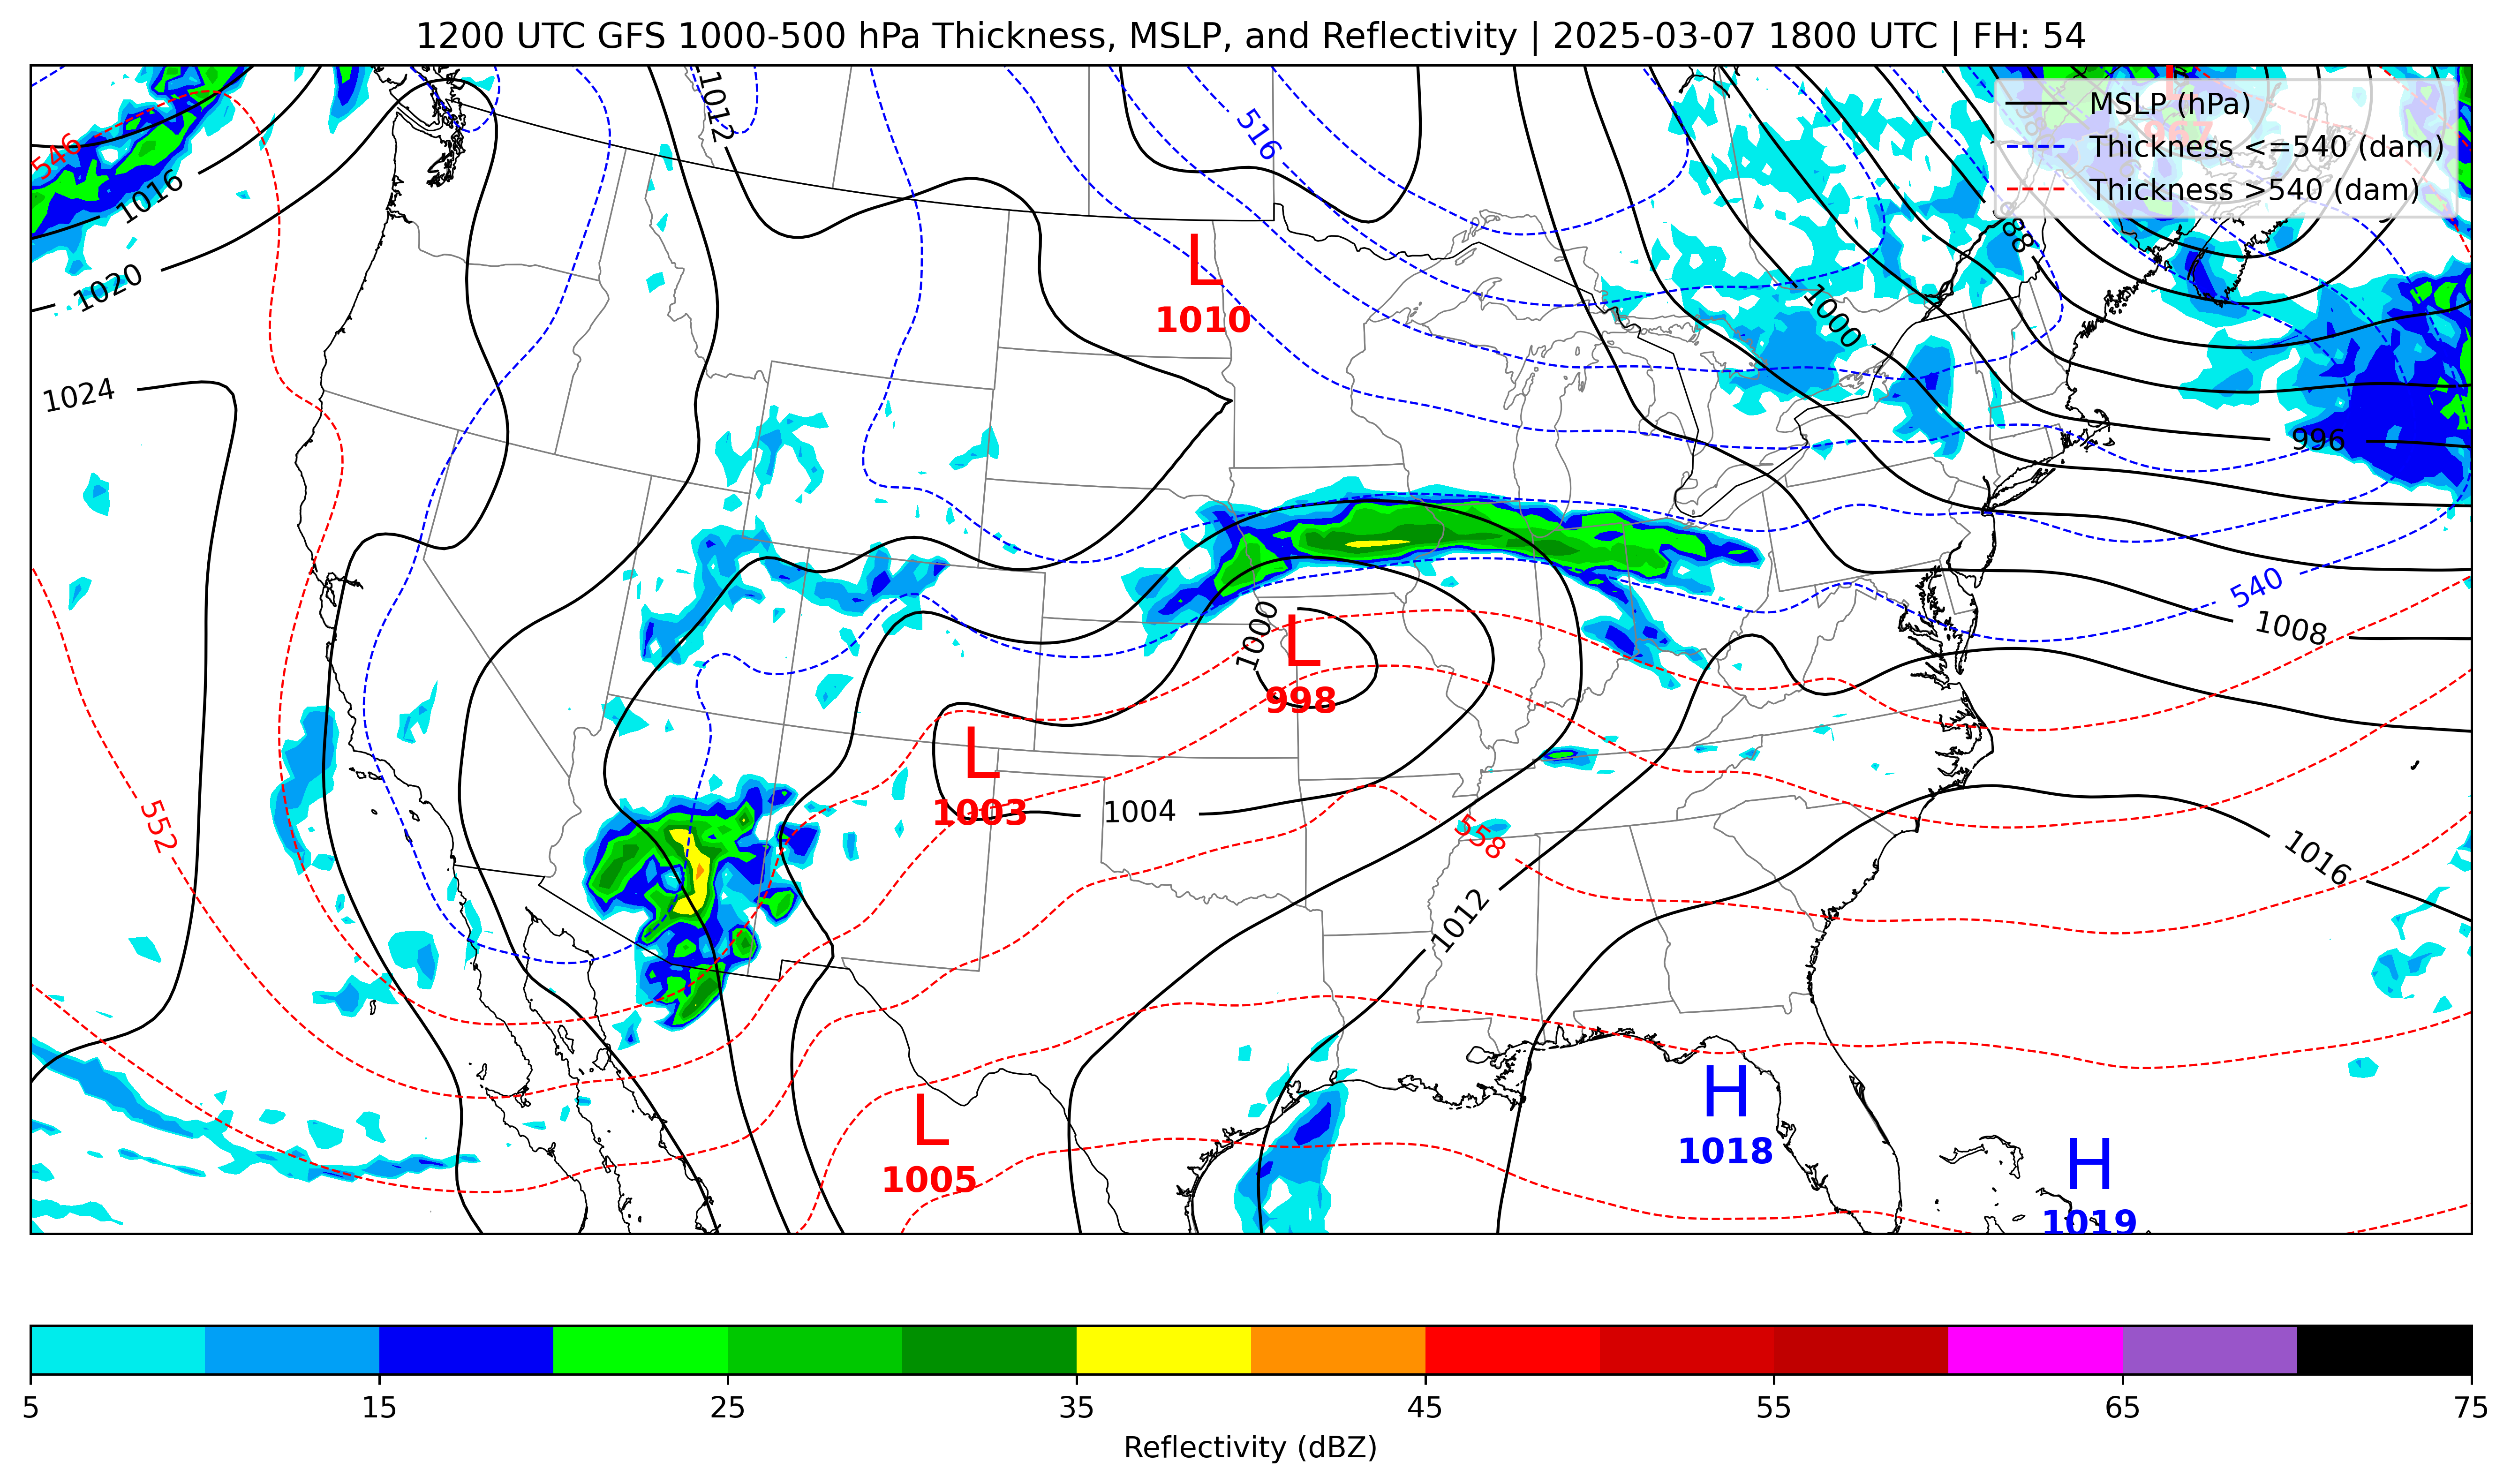 1200 UTC GFS 1000-500 hPa Thickness, MSLP, and Reflectivity | 2025-03-07 1800 UTC | FH: 54
MSLP (hPa)
Thickness <=540 (dam)
Thickness >540 (dam)
L
967
1012
516
546
1016
1020
88
L
1010
1000
1024
996
540
1008
1000
L
998
L
1003
1004
552
558
1016
1012
H
1018
L
1005
H
1019
5 15 25 35 45 55 65 75
Reflectivity (dBZ)